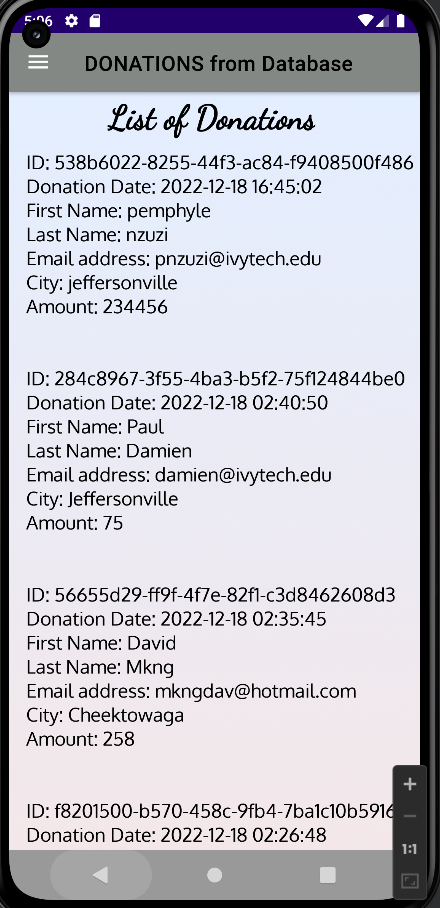 5:06
DONATIONS from Database
List of Donations
ID: 538b6022-8255-44f3-ac84-f9408500f486
Donation Date: 2022-12-18 16:45:02
First Name: pemphyle
Last Name: nzuzi
Email address: pnzuzi@ivytech.edu
City: jeffersonville
Amount: 234456
ID: 284c8967-3f55-4ba3-b5f2-75f124844be0
Donation Date: 2022-12-18 02:40:50
First Name: Paul
Last Name: Damien
Email address: damien@ivytech.edu
City: Jeffersonville
Amount: 75
ID: 56655d29-ff9f-4f7e-82f1-c3d8462608d3
Donation Date: 2022-12-18 02:35:45
First Name: David
Last Name: Mkng
Email address: mkngdav@hotmail.com
City: Cheektowaga
Amount: 258
ID: f8201500-b570-458c-9fb4-7ba1c10b5916
Donation Date: 2022-12-18 02:26:48
1:1